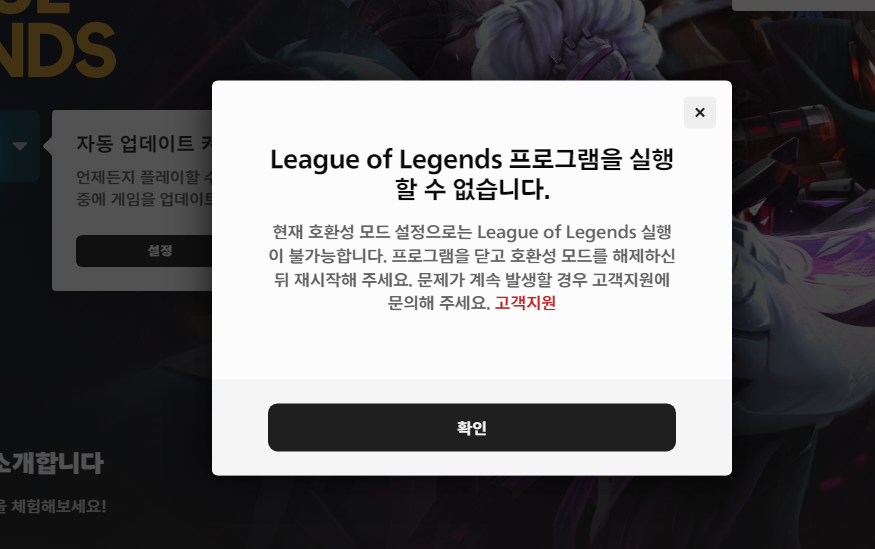 NDS
자동 업데이트
언제든지 플레이할
중에 게임을 업데이트
설정
League of Legends 프로그램을 실행
할 수 없습니다.
현재 호환성 모드 설정으로는 League of Legends 실행
이 불가능합니다. 프로그램을 닫고 호환성 모드를 해제하신
뒤 재시작해 주세요. 문제가 계속 발생할 경우 고객지원에
문의해 주세요. 고객지원
확인
소개합니다
을 체험해보세요!